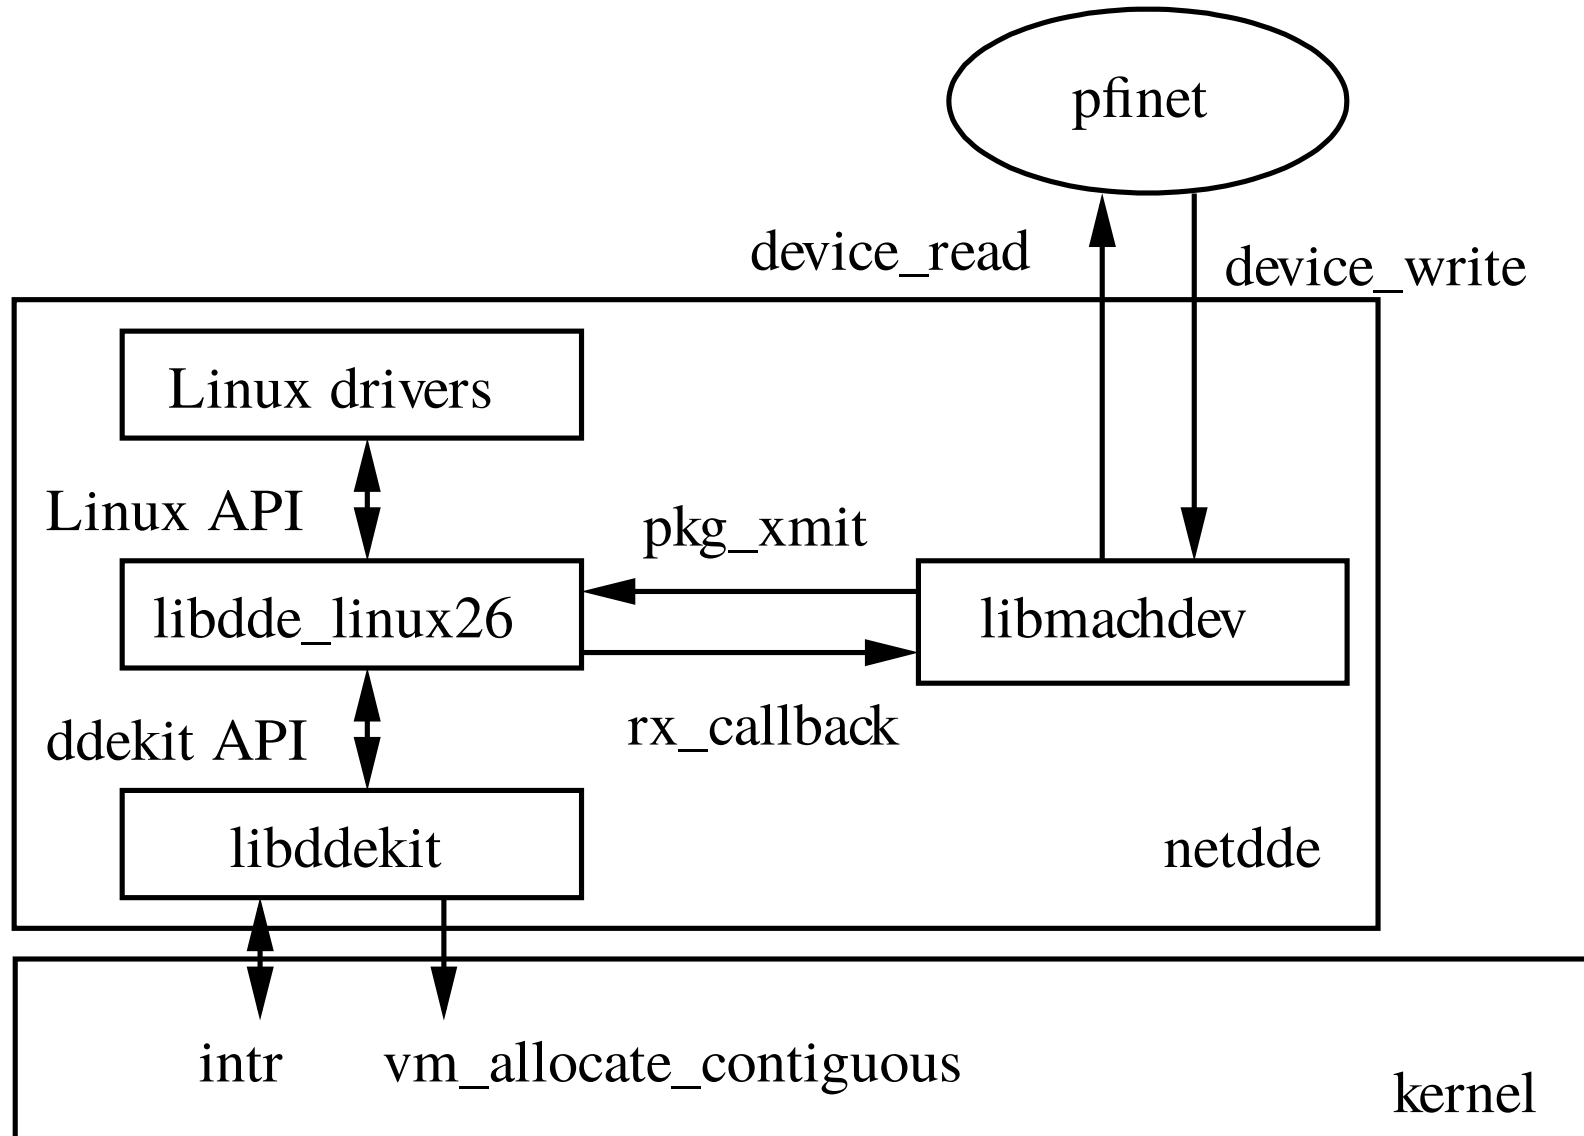 pfinet
device_read
device_write
Linux drivers
Linux API
pkg_xmit
libdde_linux26
libmachdev
rx_callback
ddekit API
libddekit
netdde
intr
vm_allocate_contiguous
kernel